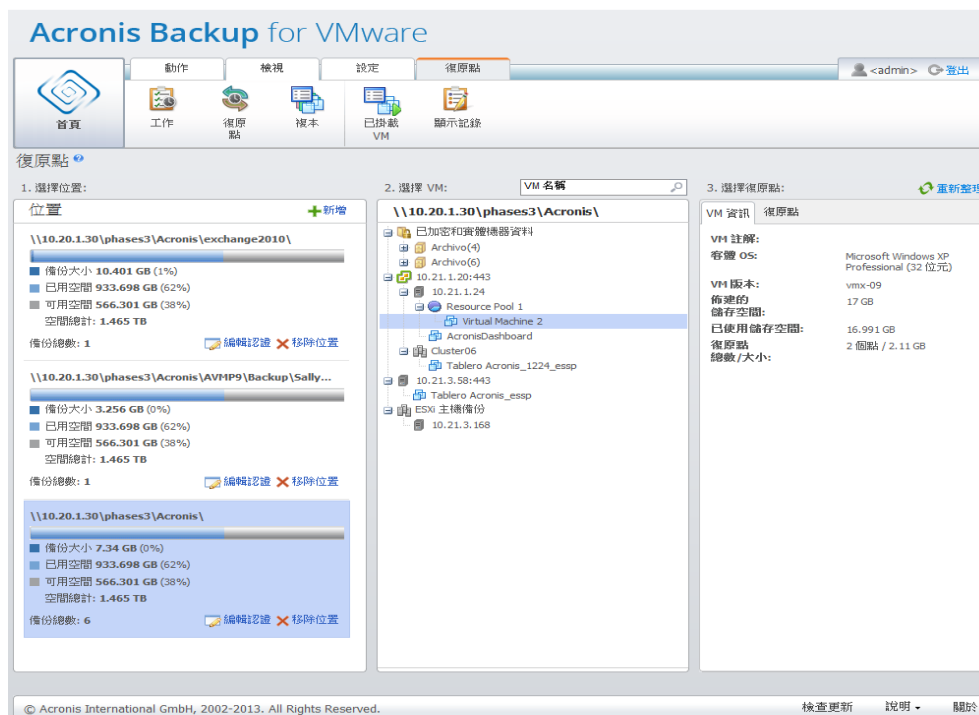 Acronis Backup for VMware
動作 檢視 設定 復原點
<admin> 登出
首頁
工作
復原
點
複本
已掛載
VM
顯示記錄
復原點
1. 選擇位置:
位置
新增
\\10.20.1.30\phases3\Acronis\exchange2010\
備份大小 10.401 GB (1%)
已用空間 933.698 GB (62%)
可用空間 566.301 GB (38%)
空間總計: 1.465 TB
備份總數: 1 編輯認證 移除位置
\\10.20.1.30\phases3\Acronis\AVMP9\Backup\Sally...
備份大小 3.256 GB (0%)
已用空間 933.698 GB (62%)
可用空間 566.301 GB (38%)
空間總計: 1.465 TB
備份總數: 1 編輯認證 移除位置
\\10.20.1.30\phases3\Acronis\
備份大小 7.34 GB (0%)
已用空間 933.698 GB (62%)
可用空間 566.301 GB (38%)
空間總計: 1.465 TB
備份總數: 6 編輯認證 移除位置
2. 選擇 VM:
VM 名稱
\\10.20.1.30\phases3\Acronis\
已加密和實體機器資料
Archivo(4)
Archivo(6)
10.21.1.20:443
10.21.1.24
Resource Pool 1
Virtual Machine 2
AcronisDashboard
Cluster06
Tablero Acronis_1224_essp
10.21.3.58:443
Tablero Acronis_essp
ESXi 主機備份
10.21.3.168
3. 選擇復原點:
重新整理
VM 資訊 復原點
VM 註解:
客體 OS: Microsoft Windows XP
Professional (32 位元)
VM 版本: vmx-09
佈建的
儲存空間: 17 GB
已使用儲存空間: 16.991 GB
復原點
總數/大小: 2 個點 / 2.11 GB
© Acronis International GmbH, 2002-2013. All Rights Reserved.
檢查更新 說明 關於